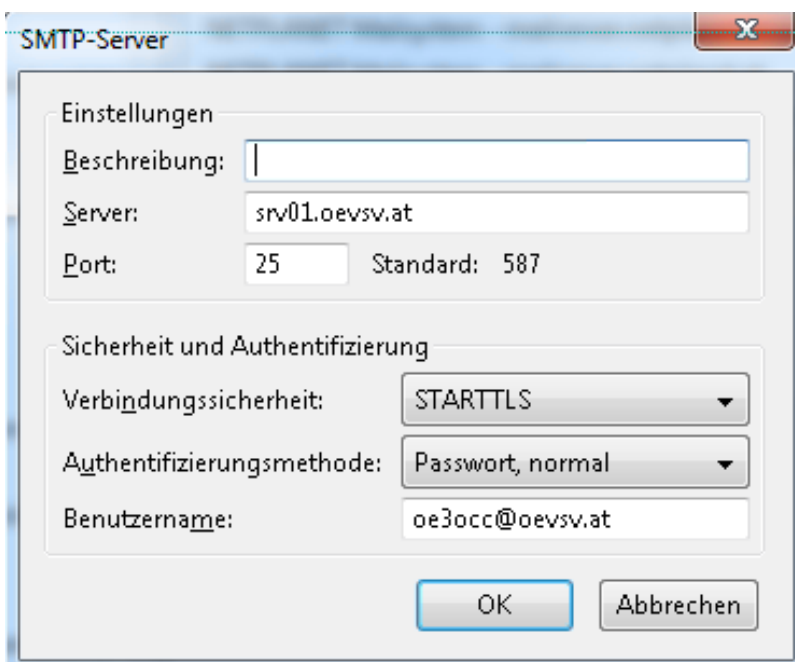 SMTP-Server
Einstellungen
Beschreibung:
Server: srv01.oevsv.at
Port: 25 Standard: 587
Sicherheit und Authentifizierung
Verbindungssicherheit: STARTTLS
Authentifizierungsmethode: Passwort, normal
Benutzername: oe3occ@oevsv.at
OK Abbrechen